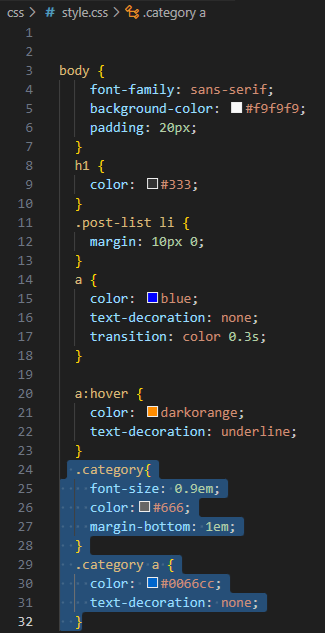 css > # style.css > .category a
1
2
3 body {
4 font-family: sans-serif;
5 background-color: #f9f9f9;
6 padding: 20px;
7 }
8 h1 {
9 color: #333;
10 }
11 .post-list li {
12 margin: 10px 0;
13 }
14 a {
15 color: blue;
16 text-decoration: none;
17 transition: color 0.3s;
18 }
19
20 a:hover {
21 color: darkorange;
22 text-decoration: underline;
23 }
24 .category{
25 font-size: 0.9em;
26 color: #666;
27 margin-bottom: 1em;
28 }
29 .category a {
30 color: #0066cc;
31 text-decoration: none;
32 }